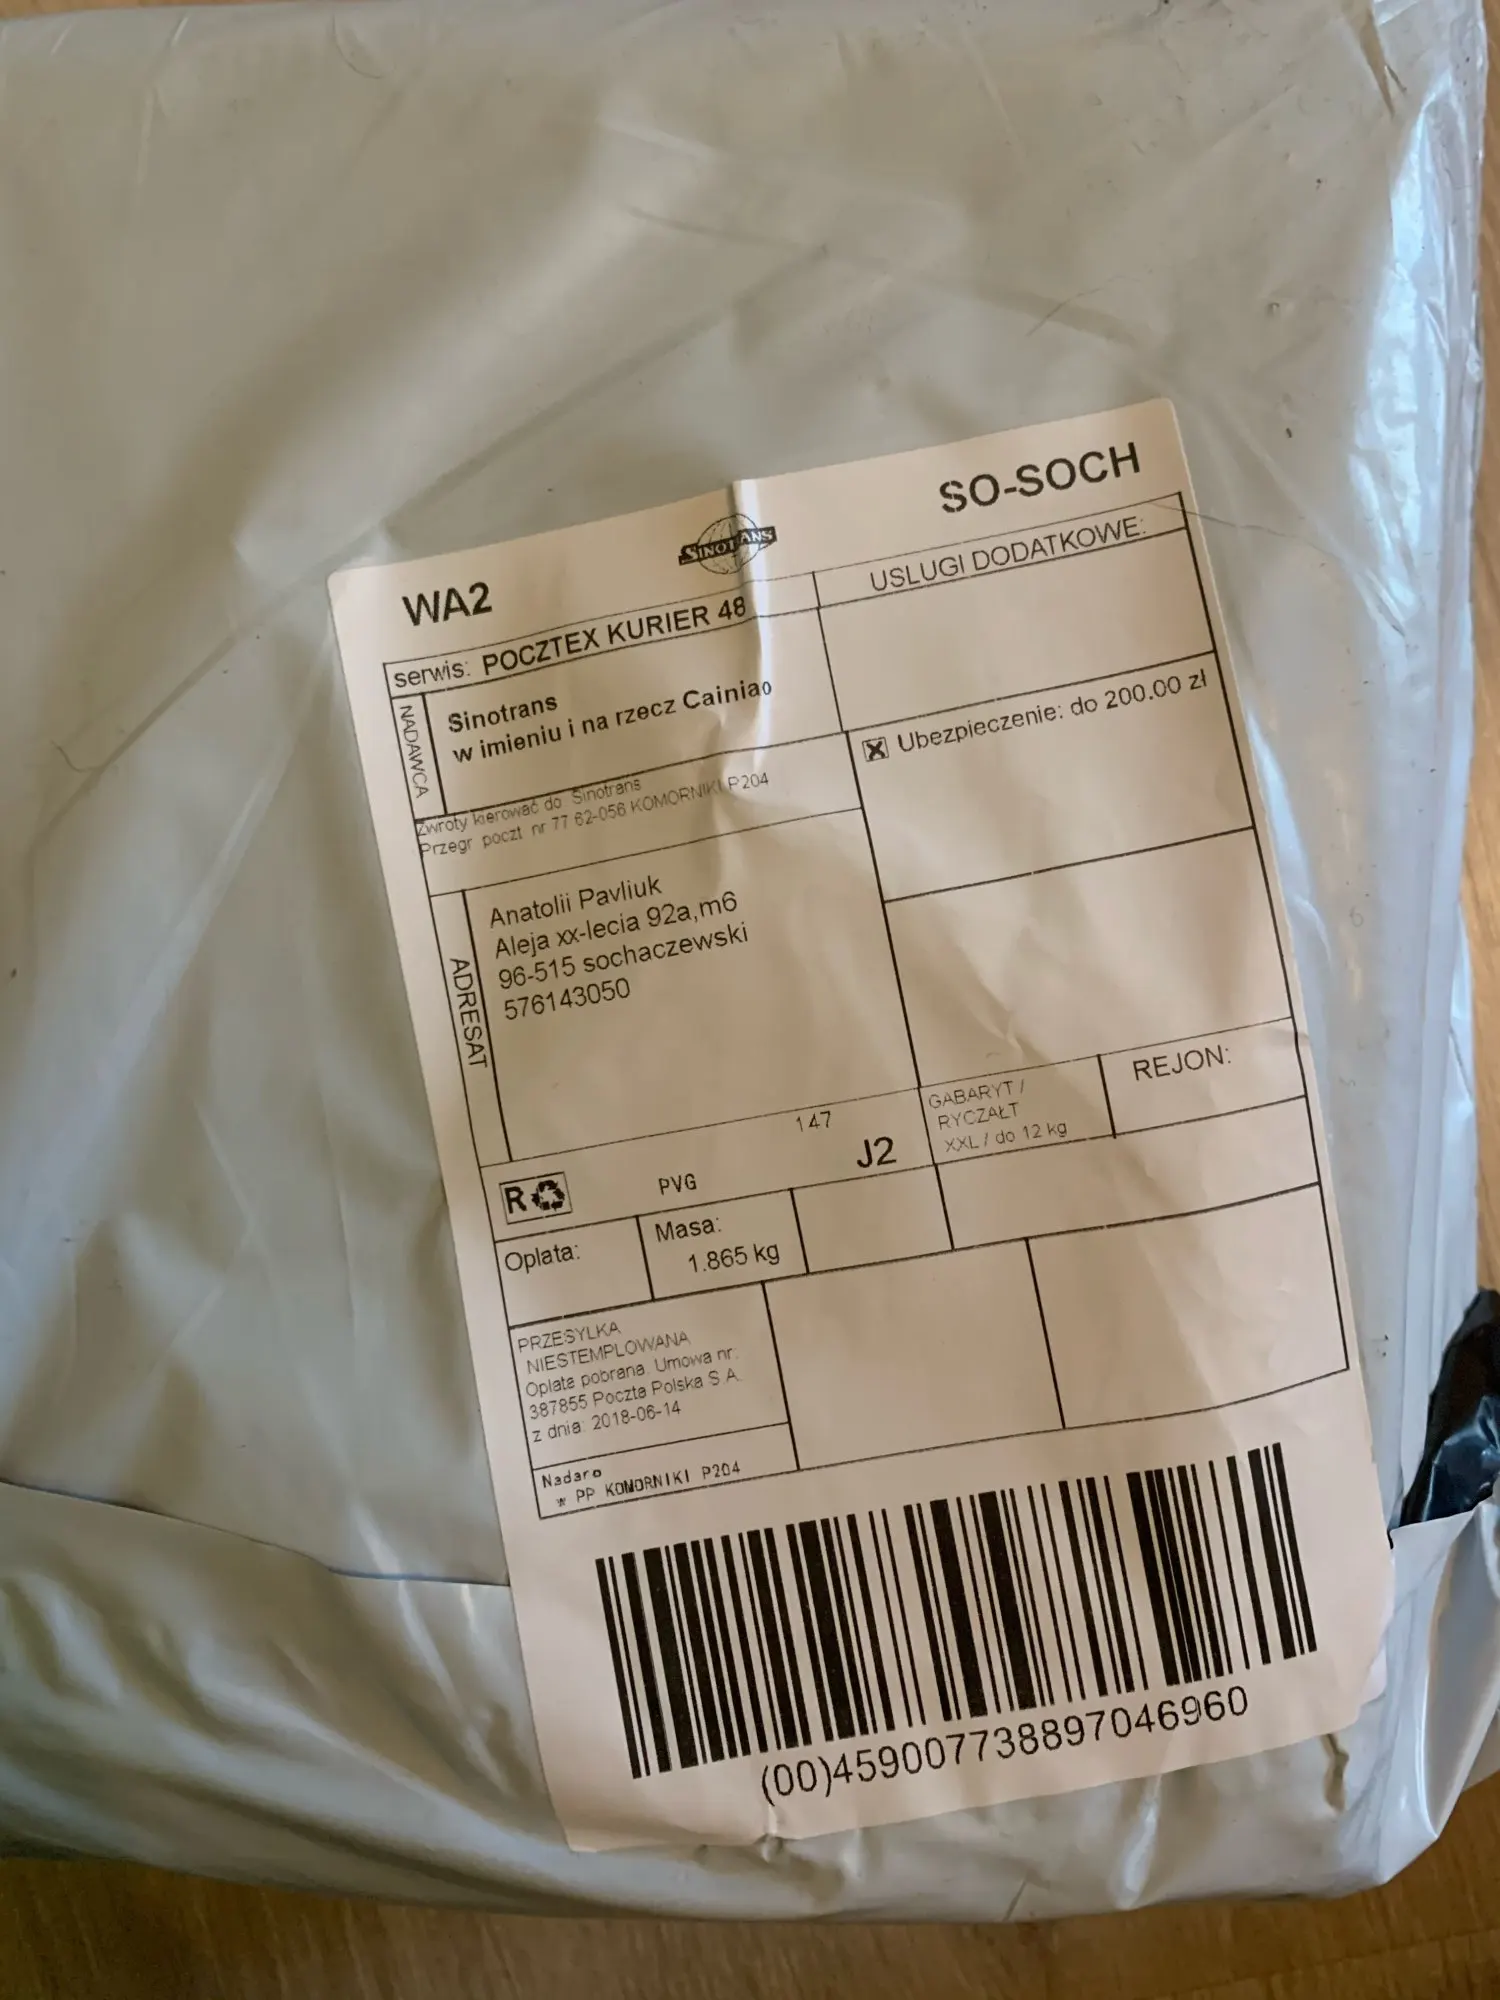 SO-SOCH
SINOTRANS
WA2
serwis: POCZTEX KURIER 48
USLUGI DODATKOWE:
NADAWCA
Sinotrans
w imieniu i na rzecz Cainiao
Ubezpieczenie: do 200.00 zł
Zwroty kierować do Sinotrans
Przegr poczt nr 77 62-056 KOMORNIKI P204
ADRESAT
Anatolii Pavliuk
Aleja xx-lecia 92a,m6
96-515 sochaczewski
576143050
147
J2
GABARYT /
RYCZAŁT
XXL / do 12 kg
REJON:
R
PVG
Oplata:
Masa:
1.865 kg
PRZESYLKA
NIESTEMPLOWANA
Oplata pobrana. Umowa nr:
387855 Poczta Polska S.A.
z dnia: 2018-06-14
Nadaro
w PP KOMORNIKI P204
(00)459007738897046960